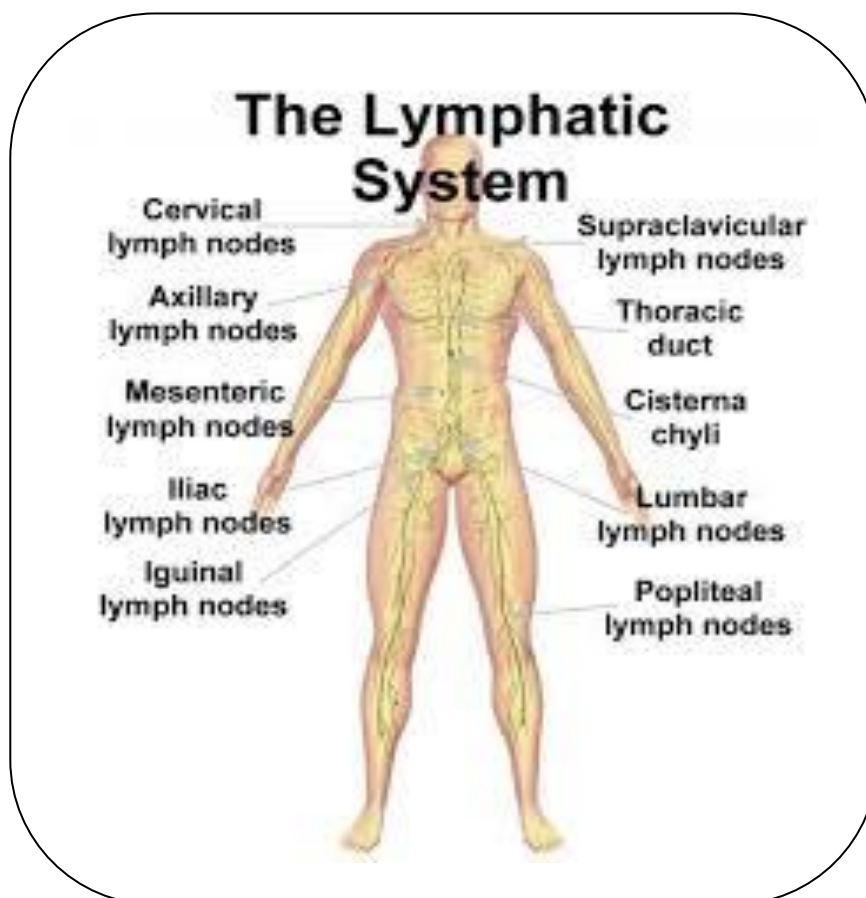 The Lymphatic
System
Cervical
lymph nodes
Axillary
lymph nodes
Mesenteric
lymph nodes
Iliac
lymph nodes
Iguinal
lymph nodes
Supraclavicular
lymph nodes
Thoracic
duct
Cisterna
chyli
Lumbar
lymph nodes
Popliteal
lymph nodes